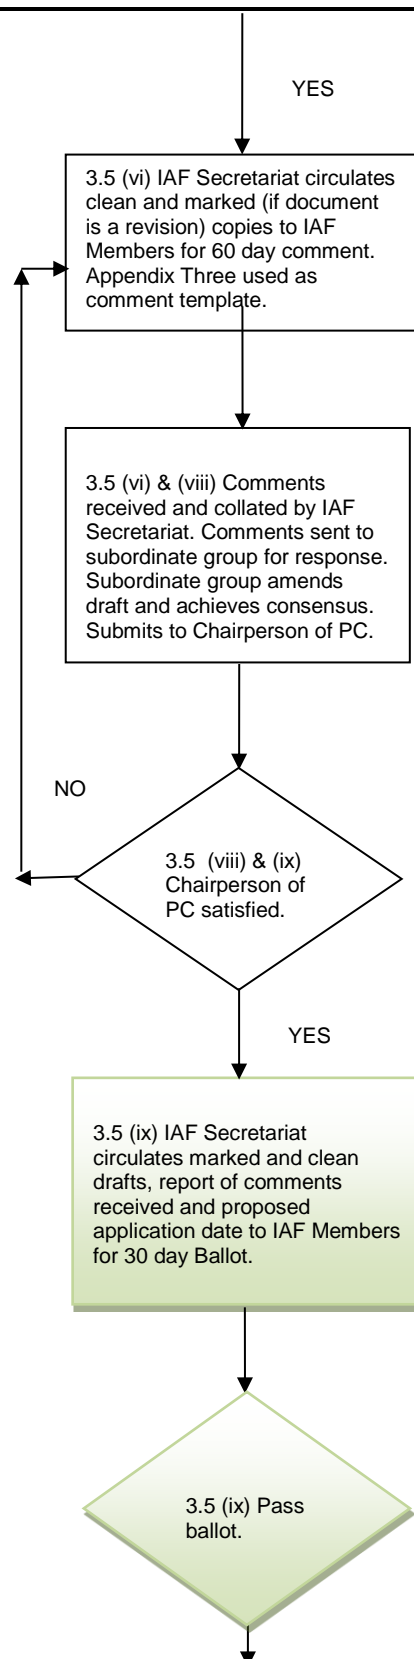 YES
3.5 (vi) IAF Secretariat circulates
clean and marked (if document
is a revision) copies to IAF
Members for 60 day comment.
Appendix Three used as
comment template.
3.5 (vi) & (viii) Comments
received and collated by IAF
Secretariat. Comments sent to
subordinate group for response.
Subordinate group amends
draft and achieves consensus.
Submits to Chairperson of PC.
NO
3.5 (viii) & (ix)
Chairperson of
PC satisfied.
YES
3.5 (ix) IAF Secretariat
circulates marked and clean
drafts, report of comments
received and proposed
application date to IAF Members
for 30 day Ballot.
3.5 (ix) Pass
ballot.